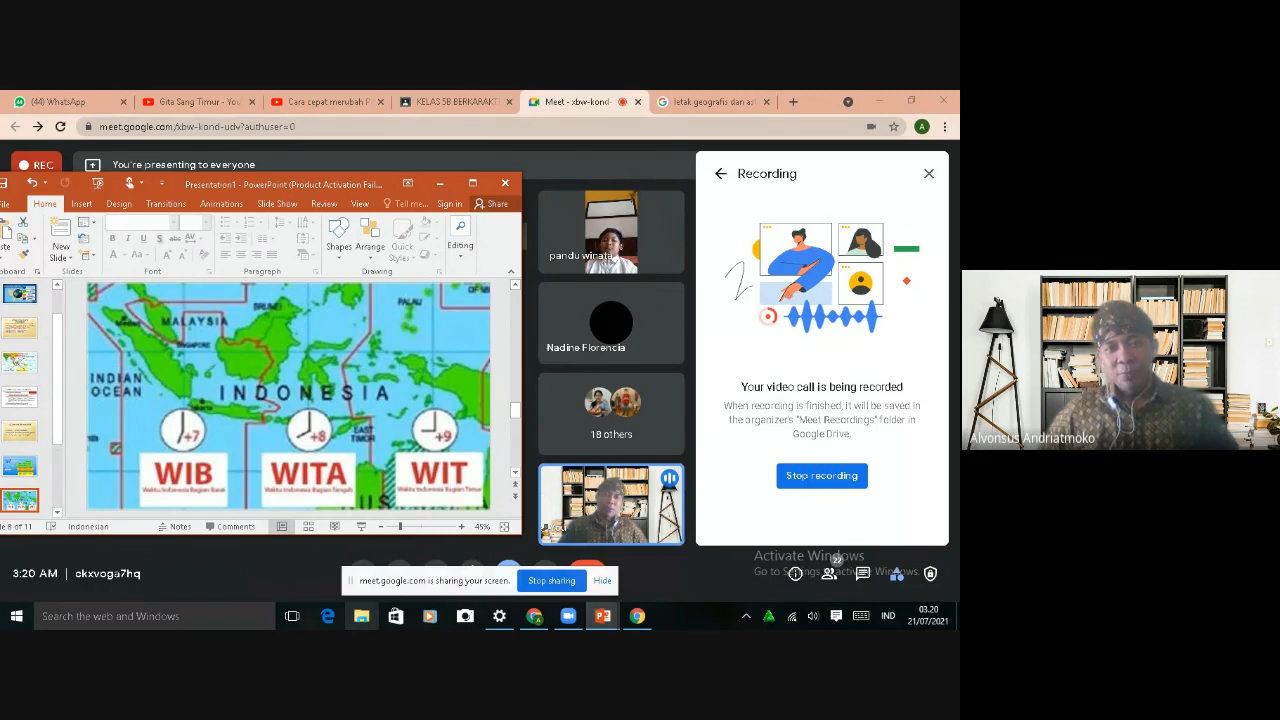 (44) WhatsApp
Gita Sang Timur - You
Cara cepat merubah P
KELAS 5B BERKARAKT
Meet - xbw-kond-
letak geografis dan as
meet.google.com/xbw-kond-udv?authuser=0
A
REC
You're presenting to everyone
Presentation1 - PowerPoint (Product Activation Fail...
File
Home
Insert
Design
Transitions
Animations
Slide Show
Review
View
Tell me...
Sign in
Share
New
Slide
Shapes
Arrange
Quick
Styles
Editing
Slides
Font
Paragraph
Drawing
BRUNEI
PALAU
MALAYSIA
SINGAPORE
INDIAN
OCEAN
INDONESIA
Jakarta
EAST
TIMOR
+7
+8
+9
WIB
Waktu Indonesia Bagian Barat
WITA
Waktu Indonesia Bagian Tengah
WIT
Waktu Indonesia Bagian Timur
8 of 11
Indonesian
Notes
Comments
45%
pandu winata
Nadine Florencia
18 others
You
Recording
Your video call is being recorded
When recording is finished, it will be saved in
the organizer's "Meet Recordings" folder in
Google Drive.
Stop recording
Alvonsus Andriatmoko
Activate Windows
Go to Settings to activate Windows.
22
3:20 AM | ckxvoga7hq
meet.google.com is sharing your screen.
Stop sharing
Hide
Search the web and Windows
IND
03.20
21/07/2021